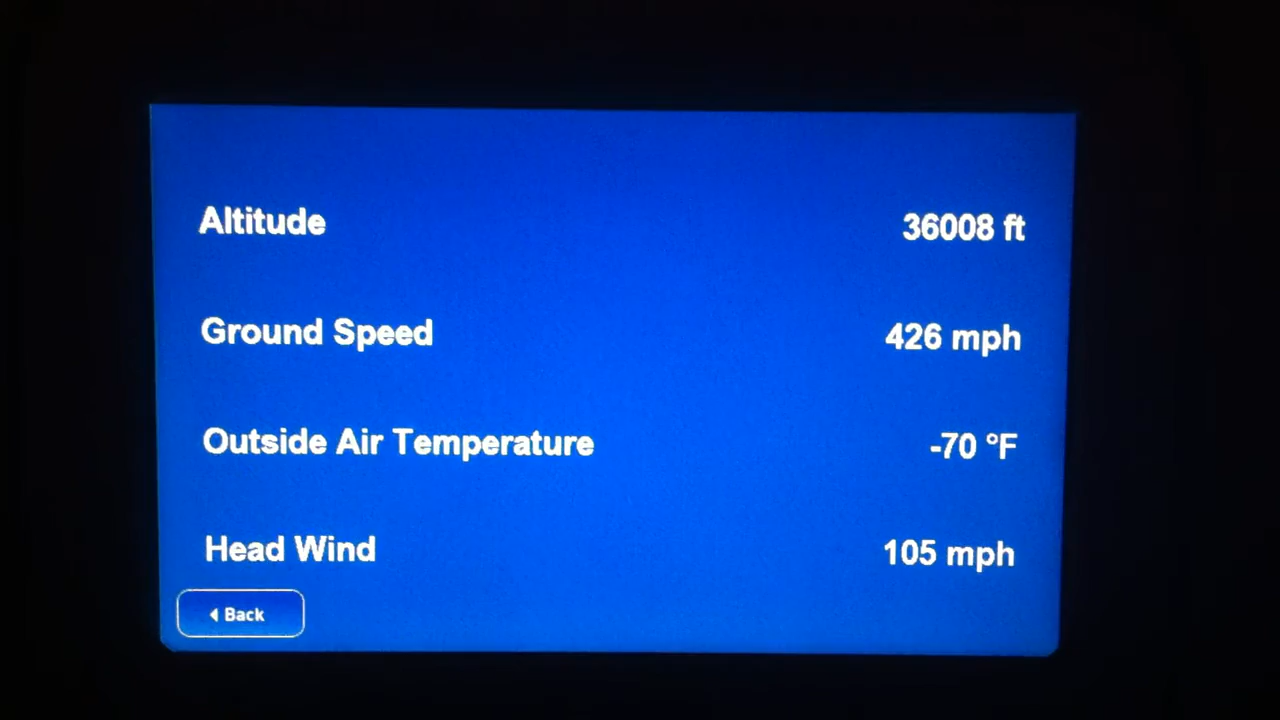 Altitude 36008 ft
Ground Speed 426 mph
Outside Air Temperature -70 °F
Head Wind 105 mph
Back